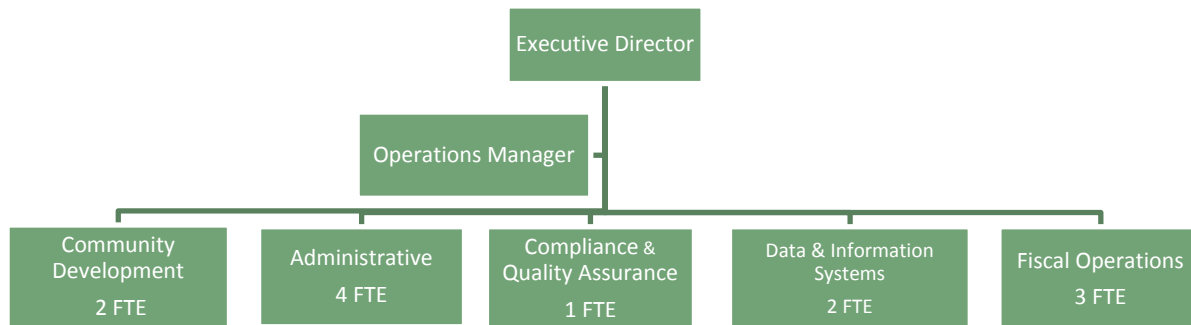 Executive Director
Operations Manager
Community
Development
2 FTE
Administrative
4 FTE
Compliance &
Quality Assurance
1 FTE
Data & Information
Systems
2 FTE
Fiscal Operations
3 FTE